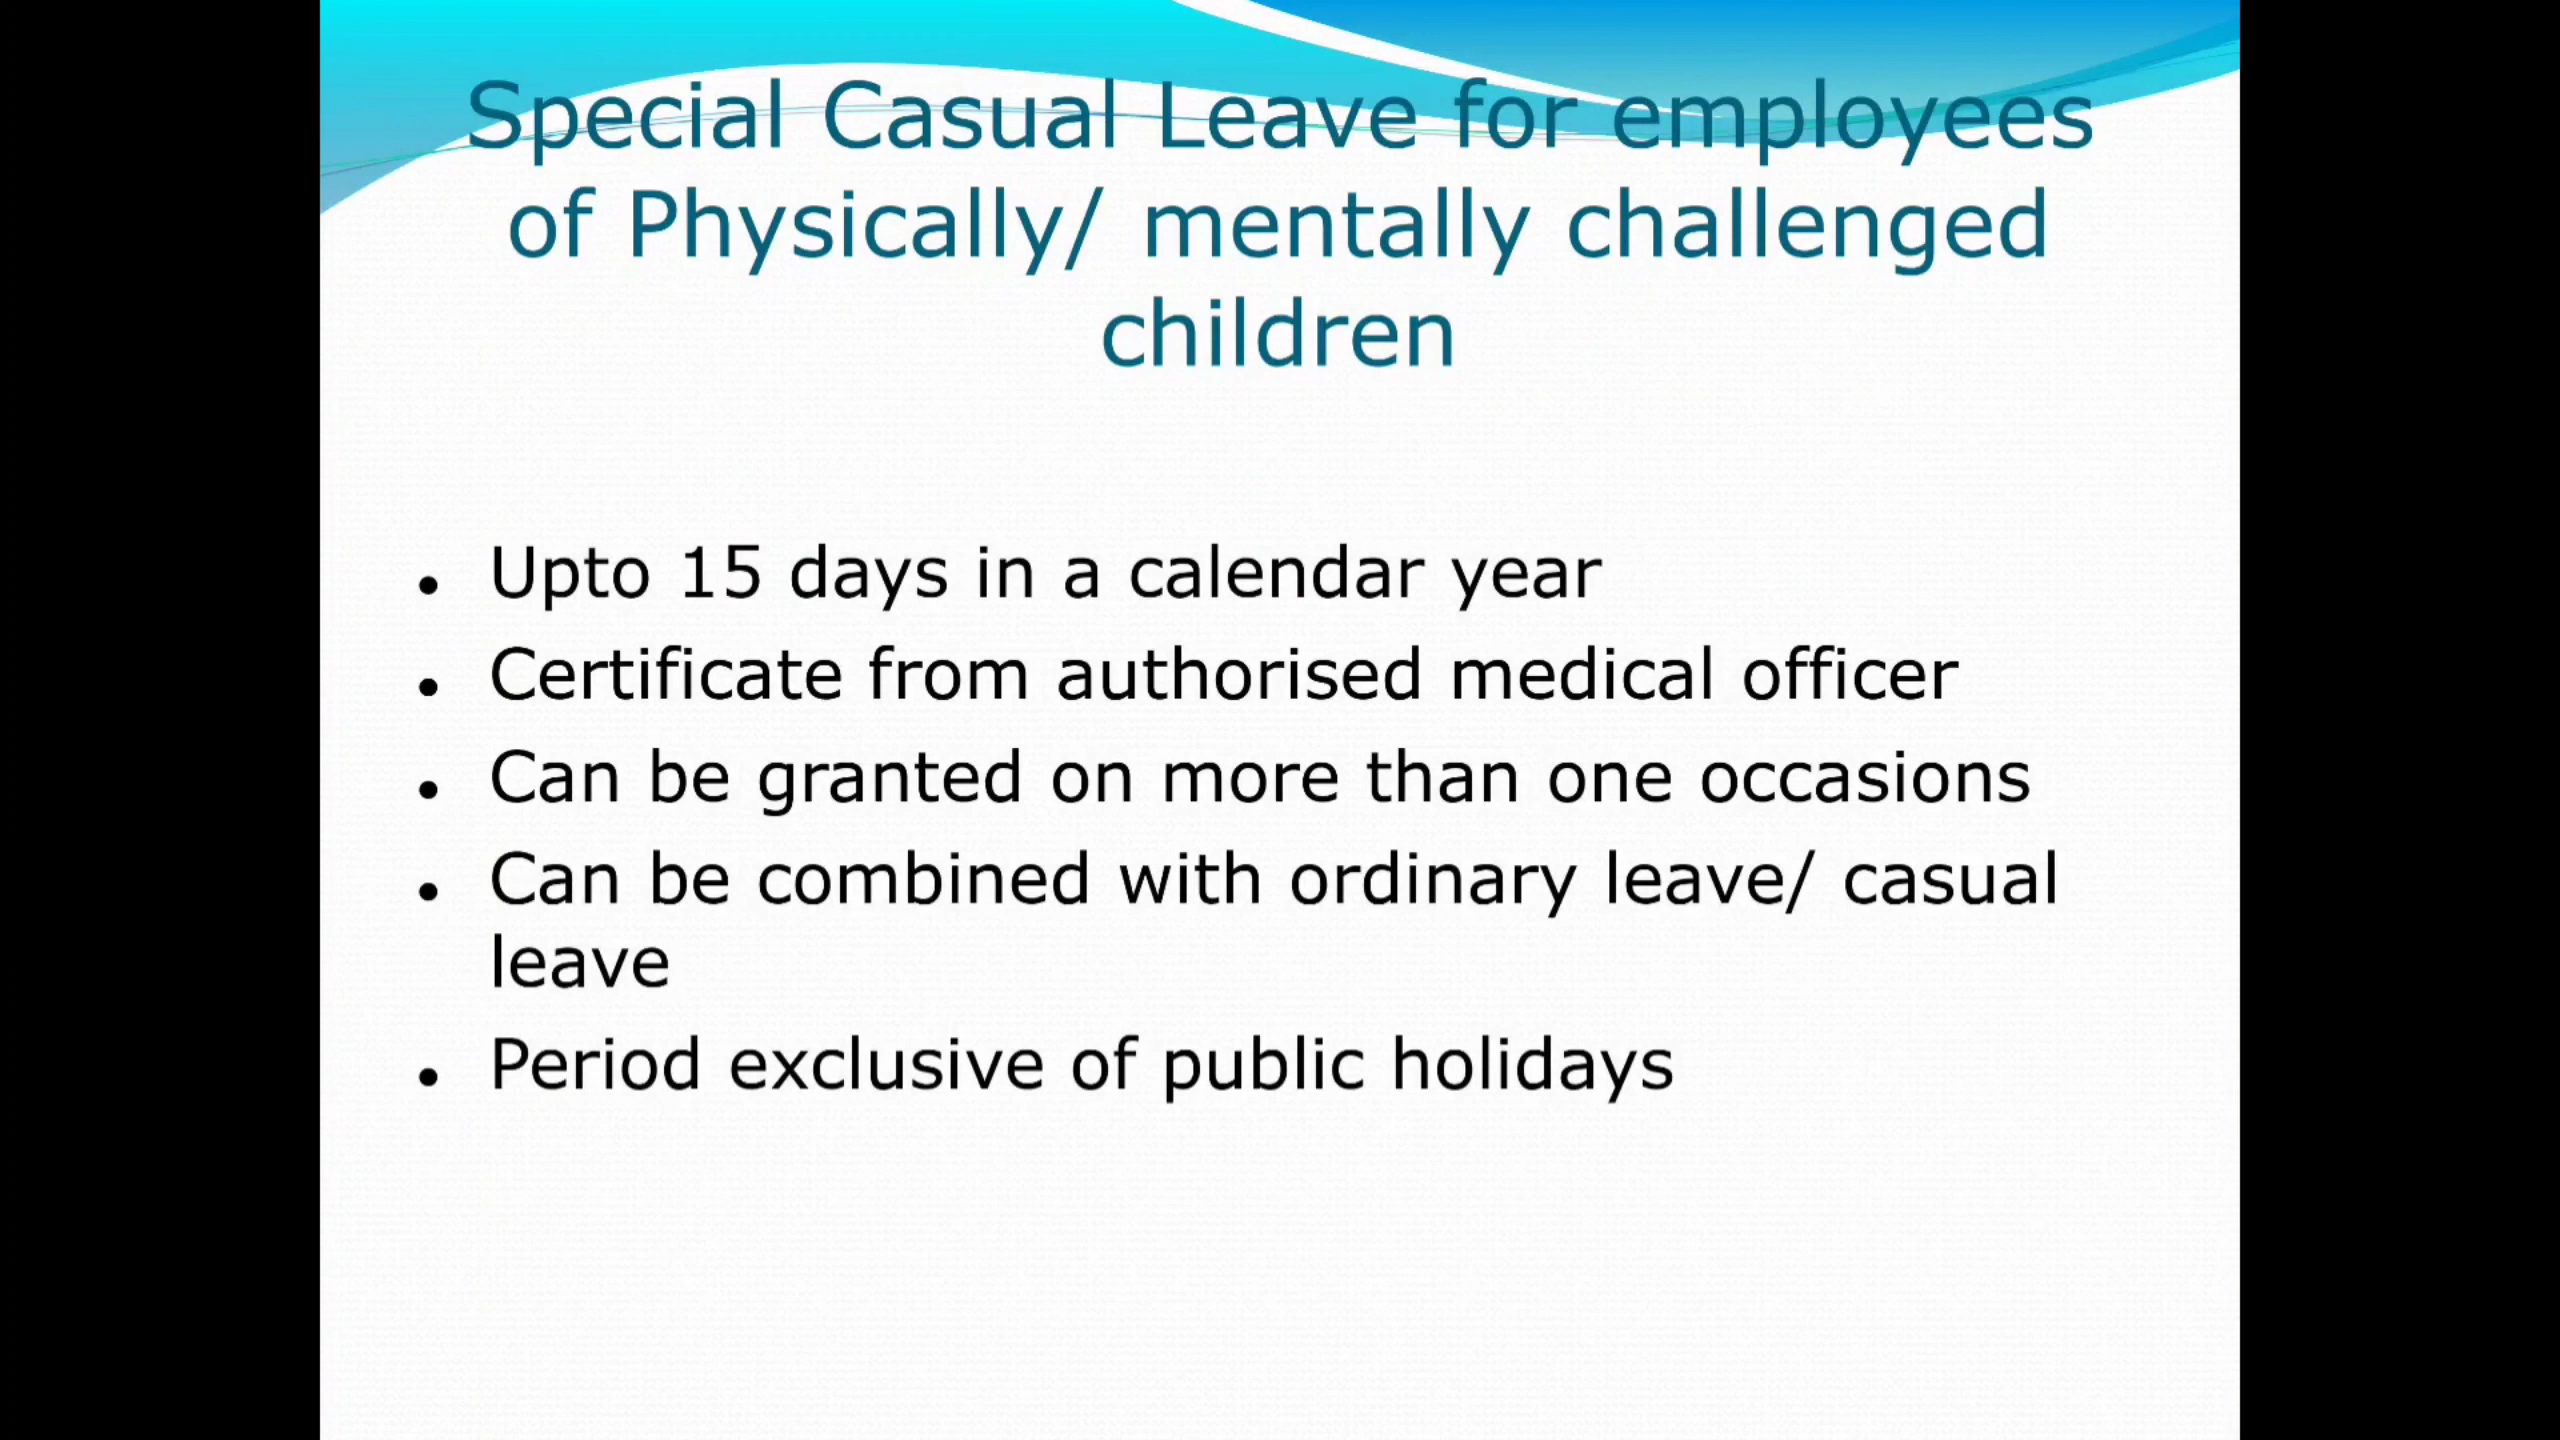 Special Casual Leave for employees
of Physically/ mentally challenged
children
• Upto 15 days in a calendar year
• Certificate from authorised medical officer
• Can be granted on more than one occasions
• Can be combined with ordinary leave/ casual
leave
• Period exclusive of public holidays